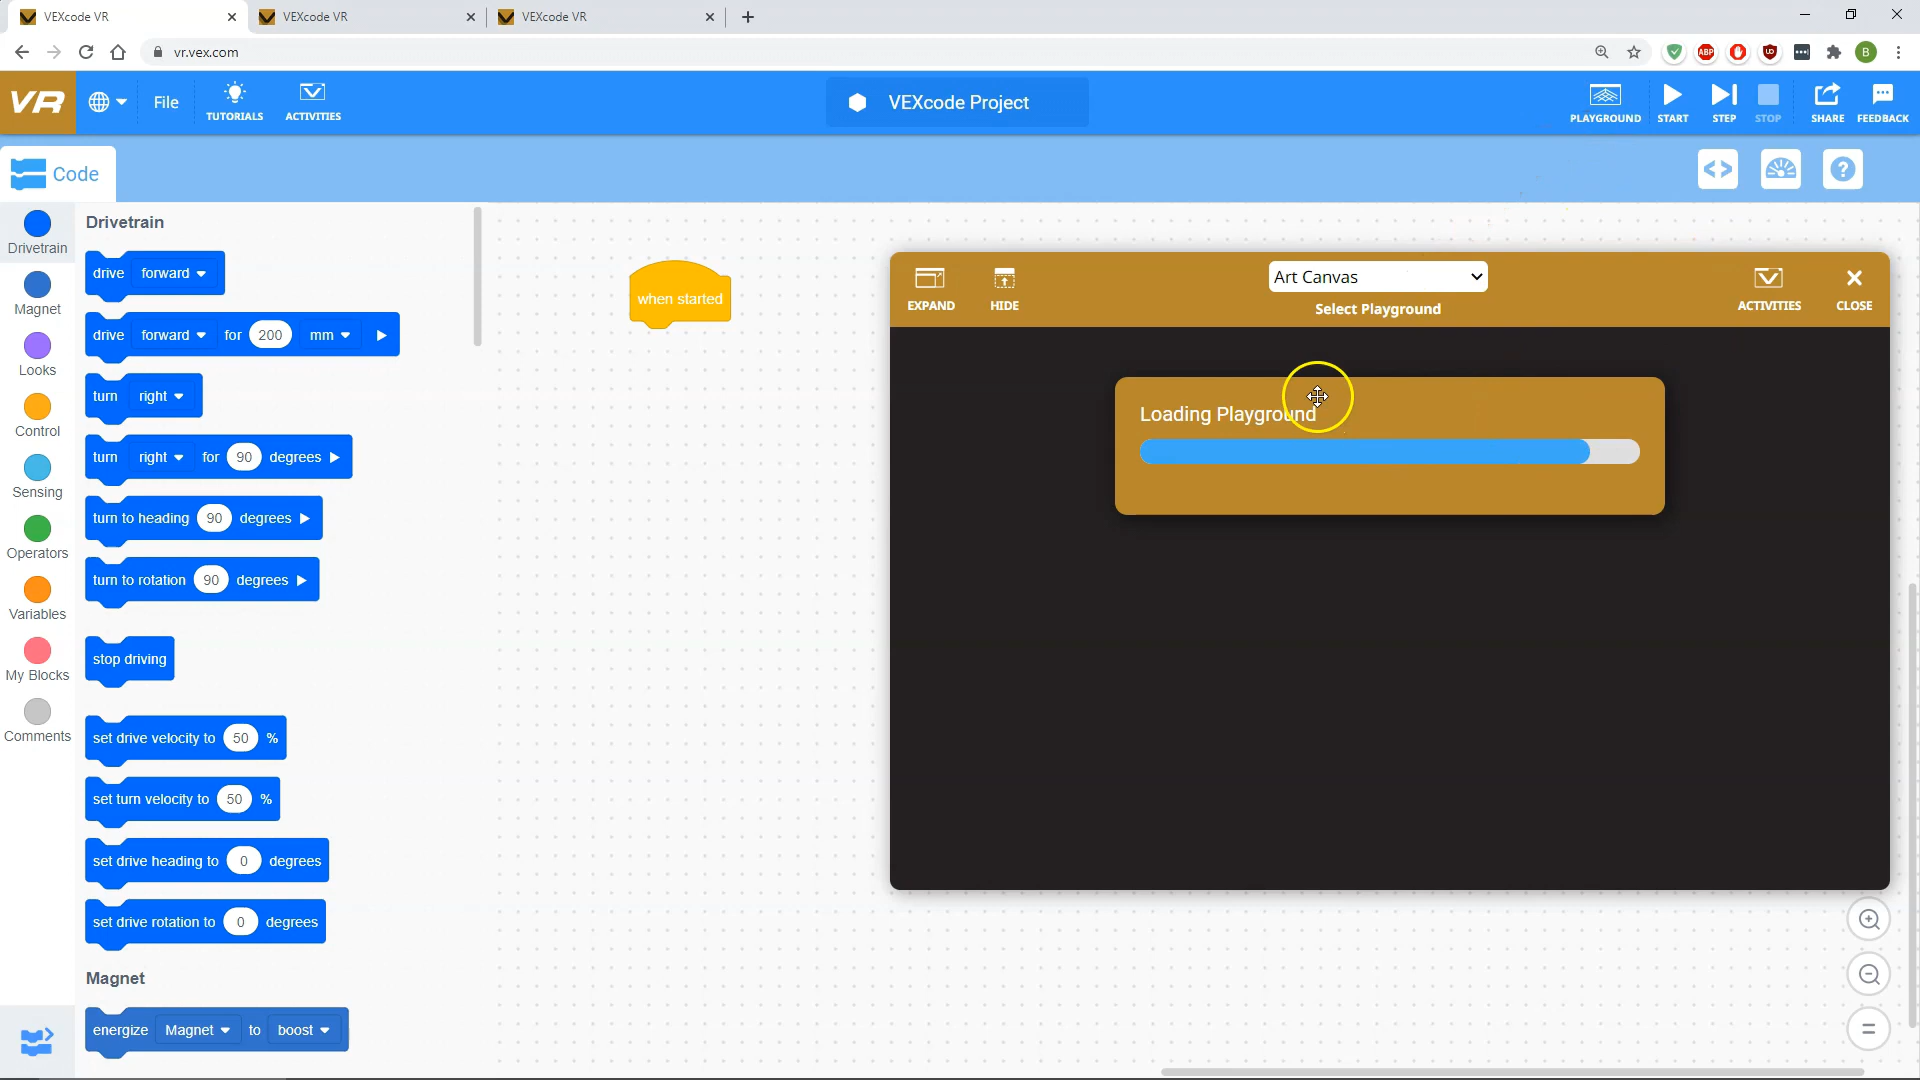 VEXcode VR
VEXcode VR
VEXcode VR
vr.vex.com
ABP
UD
B
VR
File
TUTORIALS
ACTIVITIES
VEXcode Project
PLAYGROUND
START
STEP
STOP
SHARE
FEEDBACK
Code
Drivetrain
Magnet
Looks
Control
Sensing
Operators
Variables
My Blocks
Comments
Drivetrain
drive forward
drive forward for 200 mm
turn right
turn right for 90 degrees
turn to heading 90 degrees
turn to rotation 90 degrees
stop driving
set drive velocity to 50 %
set turn velocity to 50 %
set drive heading to 0 degrees
set drive rotation to 0 degrees
Magnet
energize Magnet to boost
when started
EXPAND
HIDE
Art Canvas
Select Playground
ACTIVITIES
CLOSE
Loading Playground